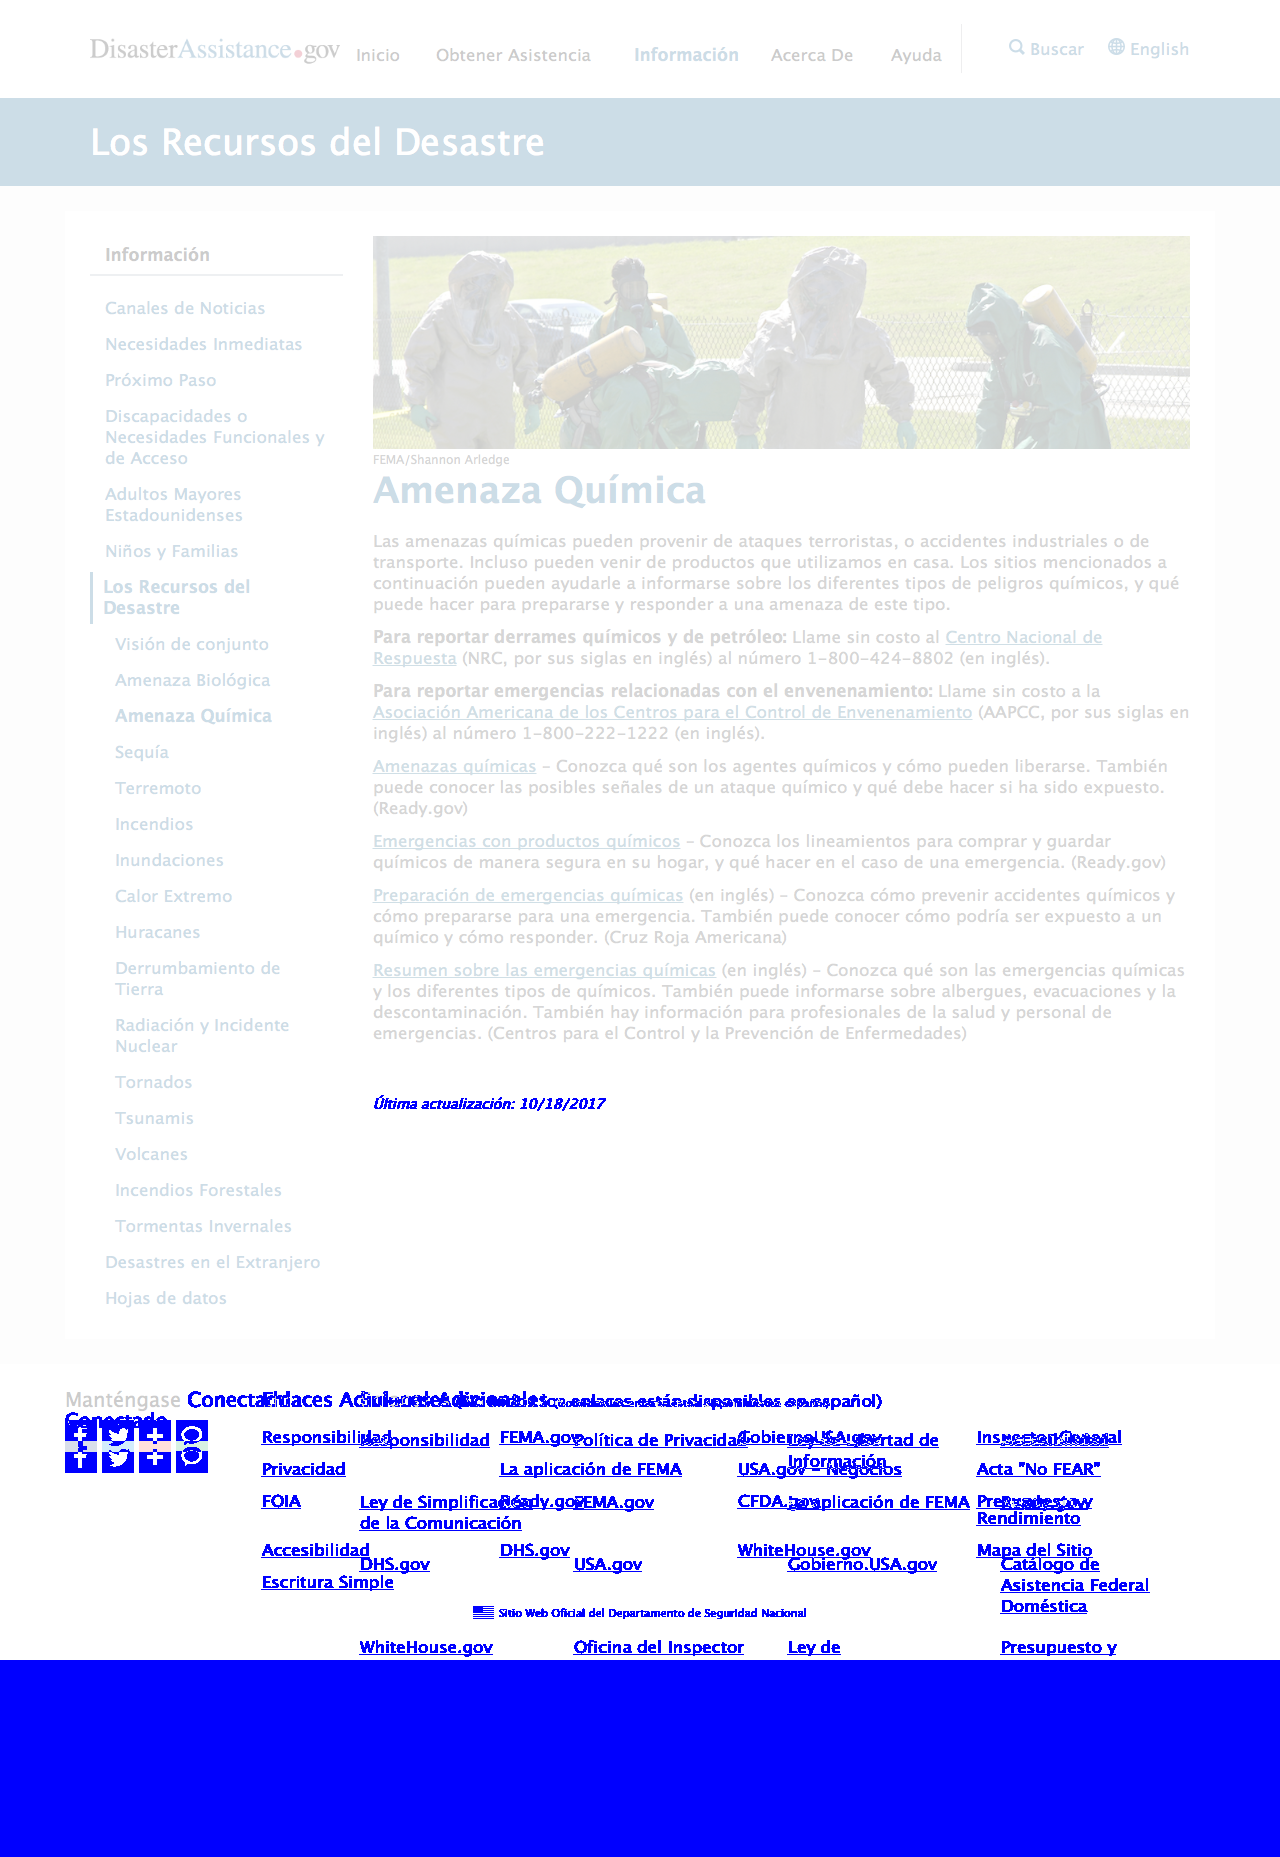 DisasterAssistance.gov
Inicio Obtener Asistencia Información Acerca De Ayuda Buscar English
Los Recursos del Desastre
Información
Canales de Noticias
Necesidades Inmediatas
Próximo Paso
Discapacidades o
Necesidades Funcionales y
de Acceso
Adultos Mayores
Estadounidenses
Niños y Familias
Los Recursos del
Desastre
Visión de conjunto
Amenaza Biológica
Amenaza Química
Sequía
Terremoto
Incendios
Inundaciones
Calor Extremo
Huracanes
Derrumbamiento de
Tierra
Radiación y Incidente
Nuclear
Tornados
Tsunamis
Volcanes
Incendios Forestales
Tormentas Invernales
Desastres en el Extranjero
Hojas de datos
FEMA/Shannon Arledge
Amenaza Química
Las amenazas químicas pueden provenir de ataques terroristas, o accidentes industriales o de
transporte. Incluso pueden venir de productos que utilizamos en casa. Los sitios mencionados a
continuación pueden ayudarle a informarse sobre los diferentes tipos de peligros químicos, y qué
puede hacer para prepararse y responder a una amenaza de este tipo.
Para reportar derrames químicos y de petróleo: Llame sin costo al Centro Nacional de
Respuesta (NRC, por sus siglas en inglés) al número 1-800-424-8802 (en inglés).
Para reportar emergencias relacionadas con el envenenamiento: Llame sin costo a la
Asociación Americana de los Centros para el Control de Envenenamiento (AAPCC, por sus siglas en
inglés) al número 1-800-222-1222 (en inglés).
Amenazas químicas - Conozca qué son los agentes químicos y cómo pueden liberarse. También
puede conocer las posibles señales de un ataque químico y qué debe hacer si ha sido expuesto.
(Ready.gov)
Emergencias con productos químicos - Conozca los lineamientos para comprar y guardar
químicos de manera segura en su hogar, y qué hacer en el caso de una emergencia. (Ready.gov)
Preparación de emergencias químicas (en inglés) - Conozca cómo prevenir accidentes químicos y
cómo prepararse para una emergencia. También puede conocer cómo podría ser expuesto a un
químico y cómo responder. (Cruz Roja Americana)
Resumen sobre las emergencias químicas (en inglés) - Conozca qué son las emergencias químicas
y los diferentes tipos de químicos. También puede informarse sobre albergues, evacuaciones y la
descontaminación. También hay información para profesionales de la salud y personal de
emergencias. (Centros para el Control y la Prevención de Enfermedades)
Última actualización: 10/18/2017
Manténgase
Conectado
enlaces están disponibles en español)
Responsibilidad FEMA.gov Gobierno.USA.gov Inspector General
Responsibilidad Política de Privacidad Ley de Libertad de
Información
Privacidad La aplicación de FEMA USA.gov - Negocios Acta "No FEAR"
FOIA Ready.gov CFDA.gov Presupuesto y
Rendimiento
Ley de Simplificación
de la Comunicación
FEMA.gov La aplicación de FEMA
Accesibilidad DHS.gov WhiteHouse.gov Mapa del Sitio
DHS.gov USA.gov Gobierno.USA.gov Catálogo de
Asistencia Federal
Doméstica
Escritura Simple
Sitio Web Oficial del Departamento de Seguridad Nacional
WhiteHouse.gov Oficina del Inspector Ley de Presupuesto y